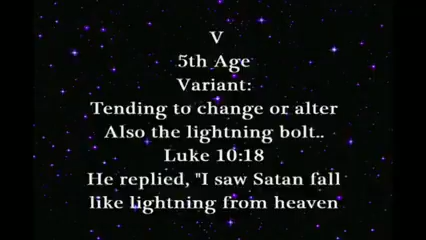 V
5th Age
Variant:
Tending to change or alter
Also the lightning bolt..
Luke 10:18
He replied, "I saw Satan fall
like lightning from heaven